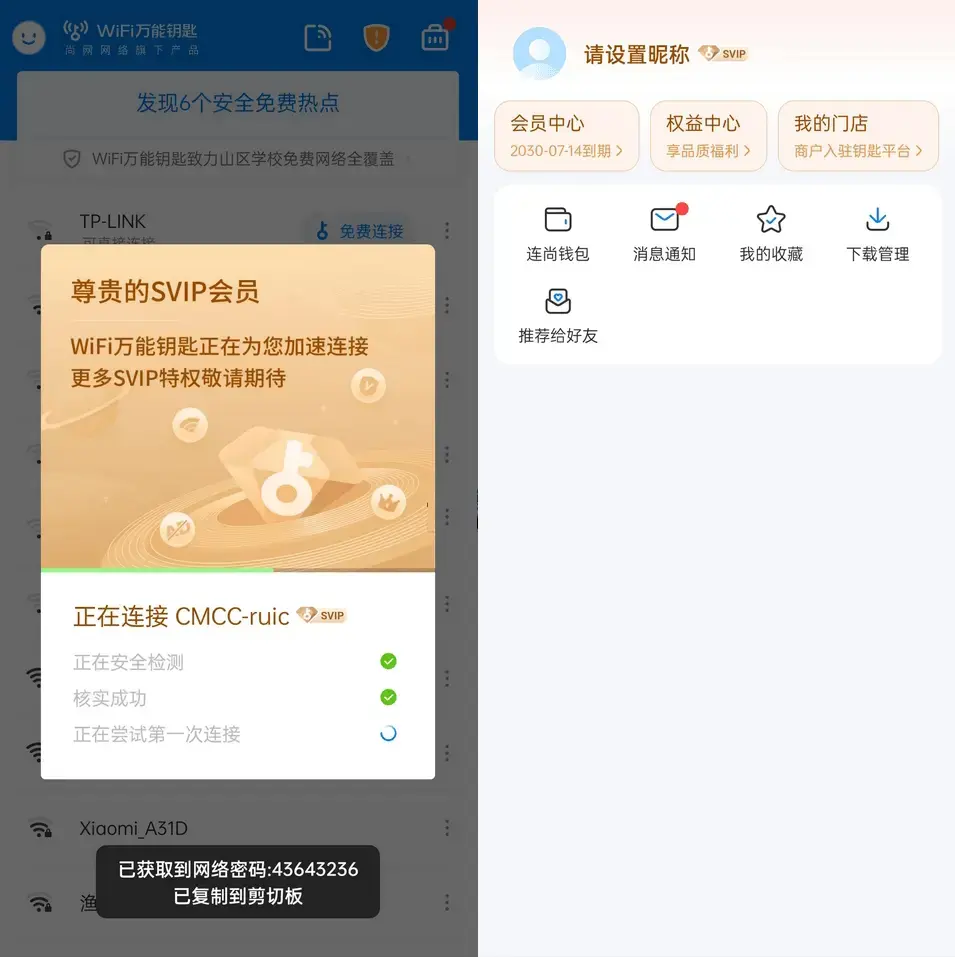 WiFi万能钥匙
尚网网络旗下产品
发现6个安全免费热点
WiFi万能钥匙致力山区学校免费网络全覆盖
TP-LINK
可直接连接
免费连接
尊贵的SVIP会员
WiFi万能钥匙正在为您加速连接
更多SVIP特权敬请期待
AD
正在连接 CMCC-ruic SVIP
正在安全检测
核实成功
正在尝试第一次连接
Xiaomi_A31D
渔
已获取到网络密码:43643236
已复制到剪切板
请设置昵称 SVIP
会员中心
2030-07-14到期
权益中心
享品质福利
我的门店
商户入驻钥匙平台
连尚钱包
消息通知
我的收藏
下载管理
推荐给好友